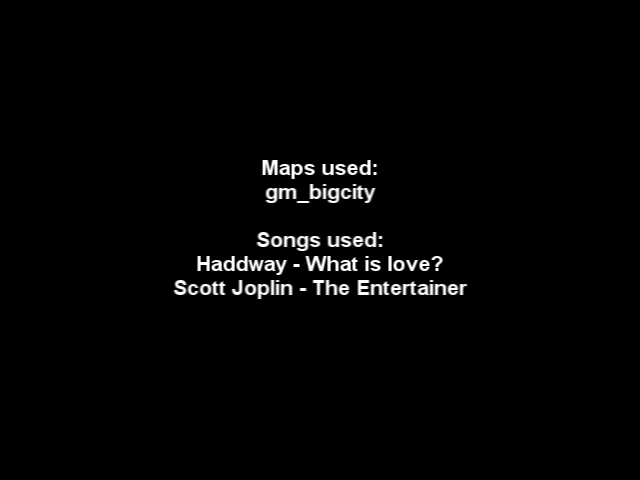 Maps used:
gm_bigcity
Songs used:
Haddway - What is love?
Scott Joplin - The Entertainer